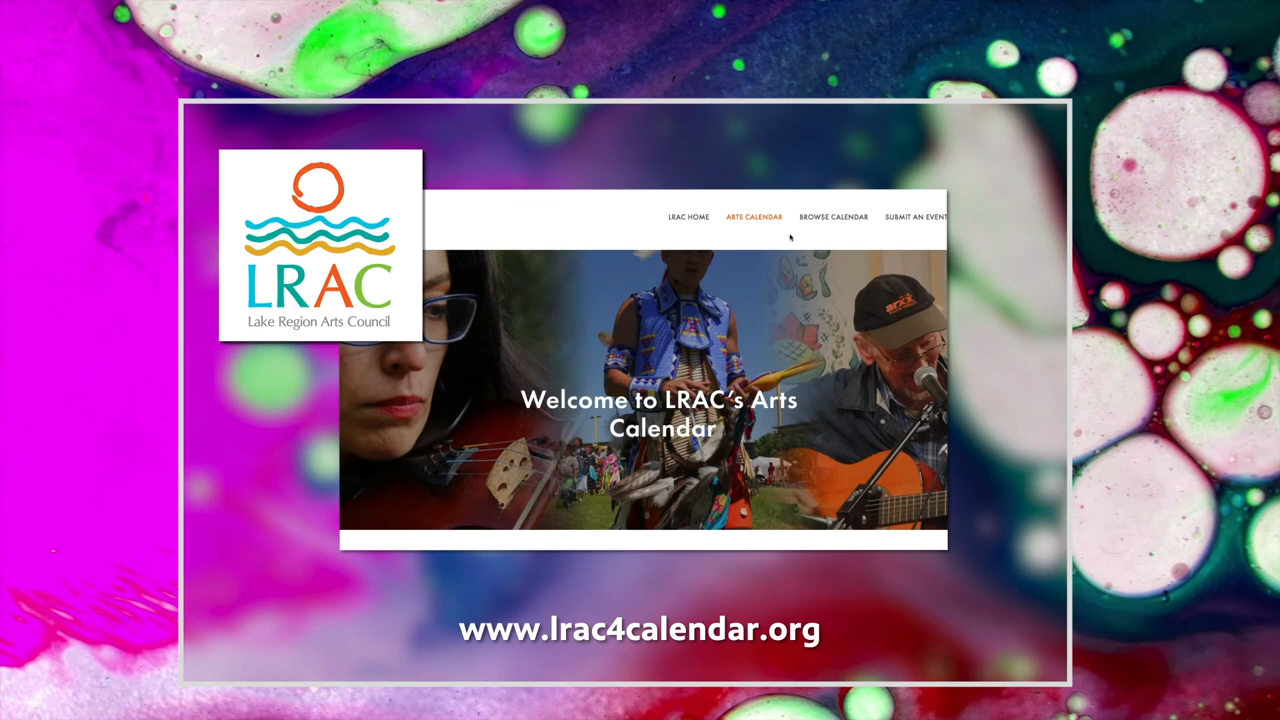 LRAC
Lake Region Arts Council
LRAC HOME ARTS CALENDAR BROWSE CALENDAR SUBMIT AN EVENT
arxx
Welcome to LRAC's Arts
Calendar
www.lrac4calendar.org